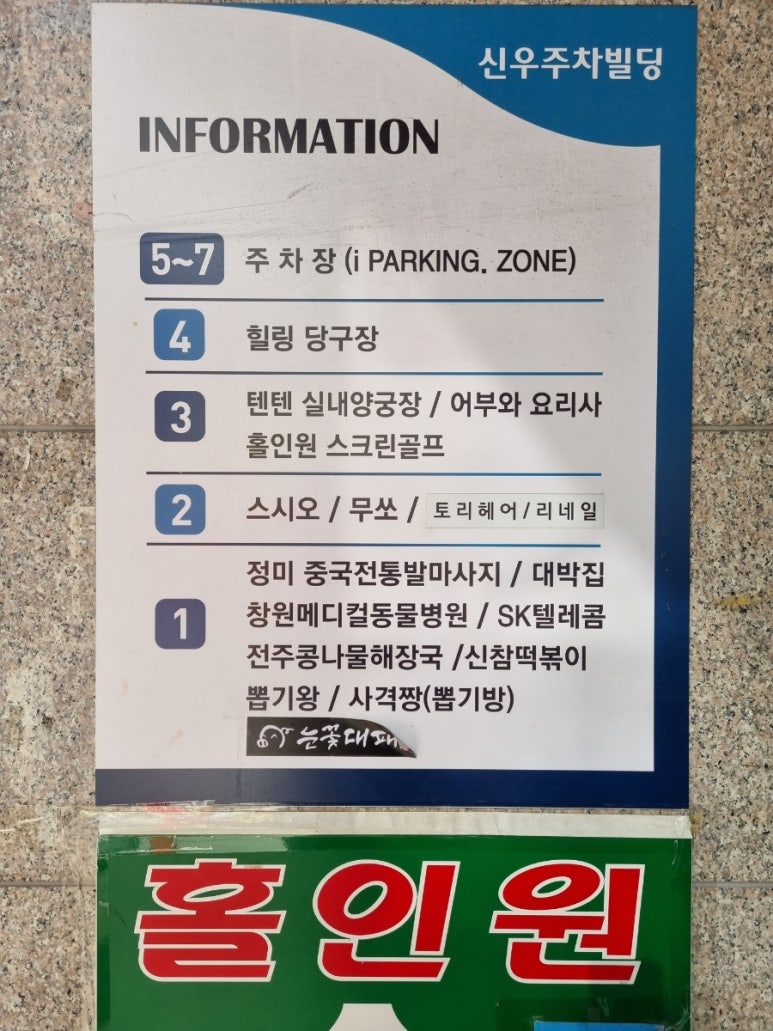 신우주차빌딩
INFORMATION
5~7 주 차 장 (i PARKING. ZONE)
4 힐링 당구장
3 텐텐 실내양궁장 / 어부와 요리사
홀인원 스크린골프
2 스시오 / 무쏘 / 토리헤어/리네일
1 정미 중국전통발마사지 / 대박집
창원메디컬동물병원 / SK텔레콤
전주콩나물해장국 /신참떡볶이
뽑기왕 / 사격짱(뽑기방)
눈꽃대패
홀인원